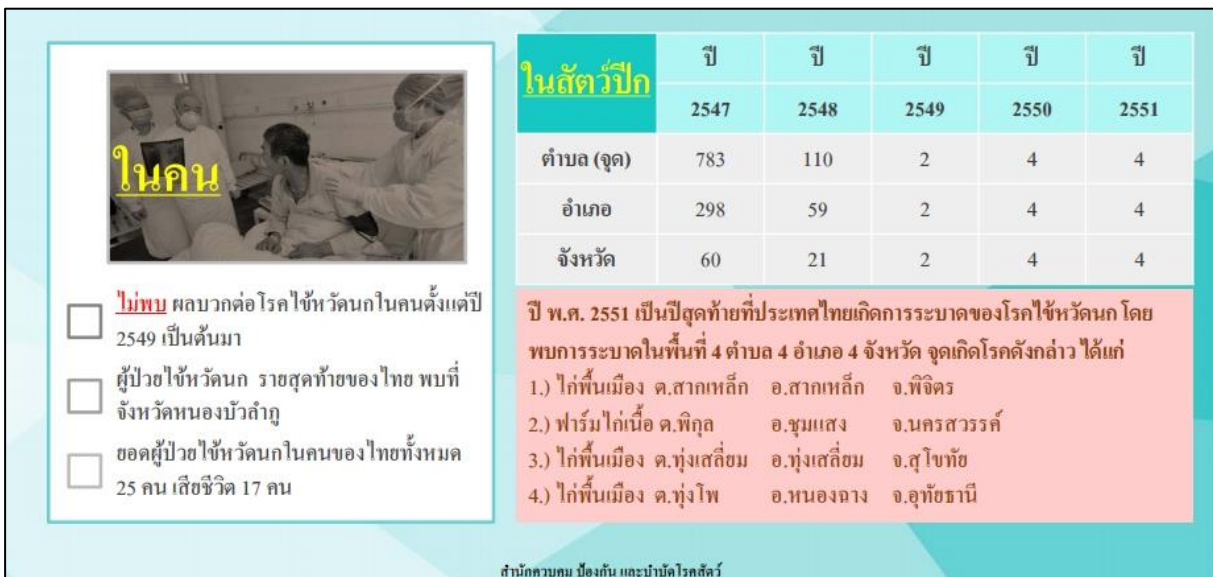 ในคน
ไม่พบ ผลบวกต่อโรคไข้หวัดนกในคนตั้งแต่ปี
2549 เป็นต้นมา
ผู้ป่วยไข้หวัดนก รายสุดท้ายของไทย พบที่
จังหวัดหนองบัวลำภู
ยอดผู้ป่วยไข้หวัดนกในคนของไทยทั้งหมด
25 คน เสียชีวิต 17 คน
ในสัตว์ปีก ปี ปี ปี ปี ปี
2547 2548 2549 2550 2551
ตำบล (จุด) 783 110 2 4 4
อำเภอ 298 59 2 4 4
จังหวัด 60 21 2 4 4
ปี พ.ศ. 2551 เป็นปีสุดท้ายที่ประเทศไทยเกิดการระบาดของโรคไข้หวัดนก โดย
พบการระบาดในพื้นที่ 4 ตำบล 4 อำเภอ 4 จังหวัด จุดเกิดโรคดังกล่าว ได้แก่
1.) ไก่พื้นเมือง ต.สากเหล็ก อ.สากเหล็ก จ.พิจิตร
2.) ฟาร์มไก่เนื้อ ต.พิกุล อ.ชุมแสง จ.นครสวรรค์
3.) ไก่พื้นเมือง ต.ทุ่งเสลี่ยม อ.ทุ่งเสลี่ยม จ.สุโขทัย
4.) ไก่พื้นเมือง ต.ทุ่งโพ อ.หนองฉาง จ.อุทัยธานี
สำนักควบคุม ป้องกัน และบำบัดโรคสัตว์